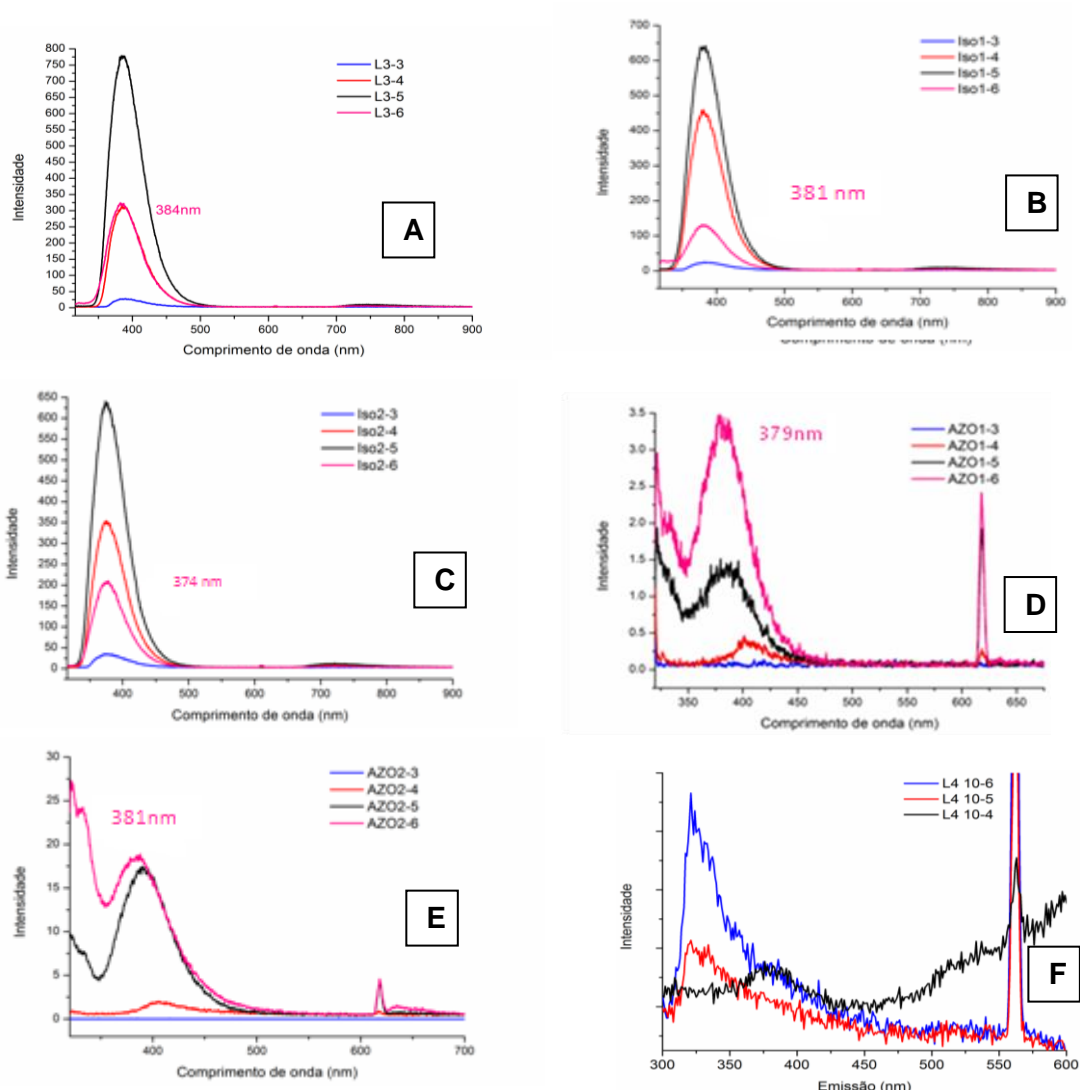 800
750
700
650
600
550
500
450
400
350
300
250
200
150
100
50
0
Intensidade
L3-3
L3-4
L3-5
L3-6
384nm
A
400 500 600 700 800 900
Comprimento de onda (nm)
700
600
500
400
300
200
100
0
Intensidade
Iso1-3
Iso1-4
Iso1-5
Iso1-6
381 nm
B
400 500 600 700 800 900
Comprimento de onda (nm)
Comprimento de onda (nm)
650
600
550
500
450
400
350
300
250
200
150
100
50
0
Intensidade
Iso2-3
Iso2-4
Iso2-5
Iso2-6
374 nm
C
400 500 600 700 800 900
Comprimento de onda (nm)
3.5
3.0
2.5
2.0
1.5
1.0
0.5
0.0
Intensidade
379nm
AZO1-3
AZO1-4
AZO1-5
AZO1-6
D
350 400 450 500 550 600 650
Comprimento de onda (nm)
30
25
20
15
10
5
0
Intensidade
381nm
AZO2-3
AZO2-4
AZO2-5
AZO2-6
E
400 500 600 700
Comprimento de onda (nm)
Intensidade
L4 10-6
L4 10-5
L4 10-4
F
300 350 400 450 500 550 600
Emissão (nm)